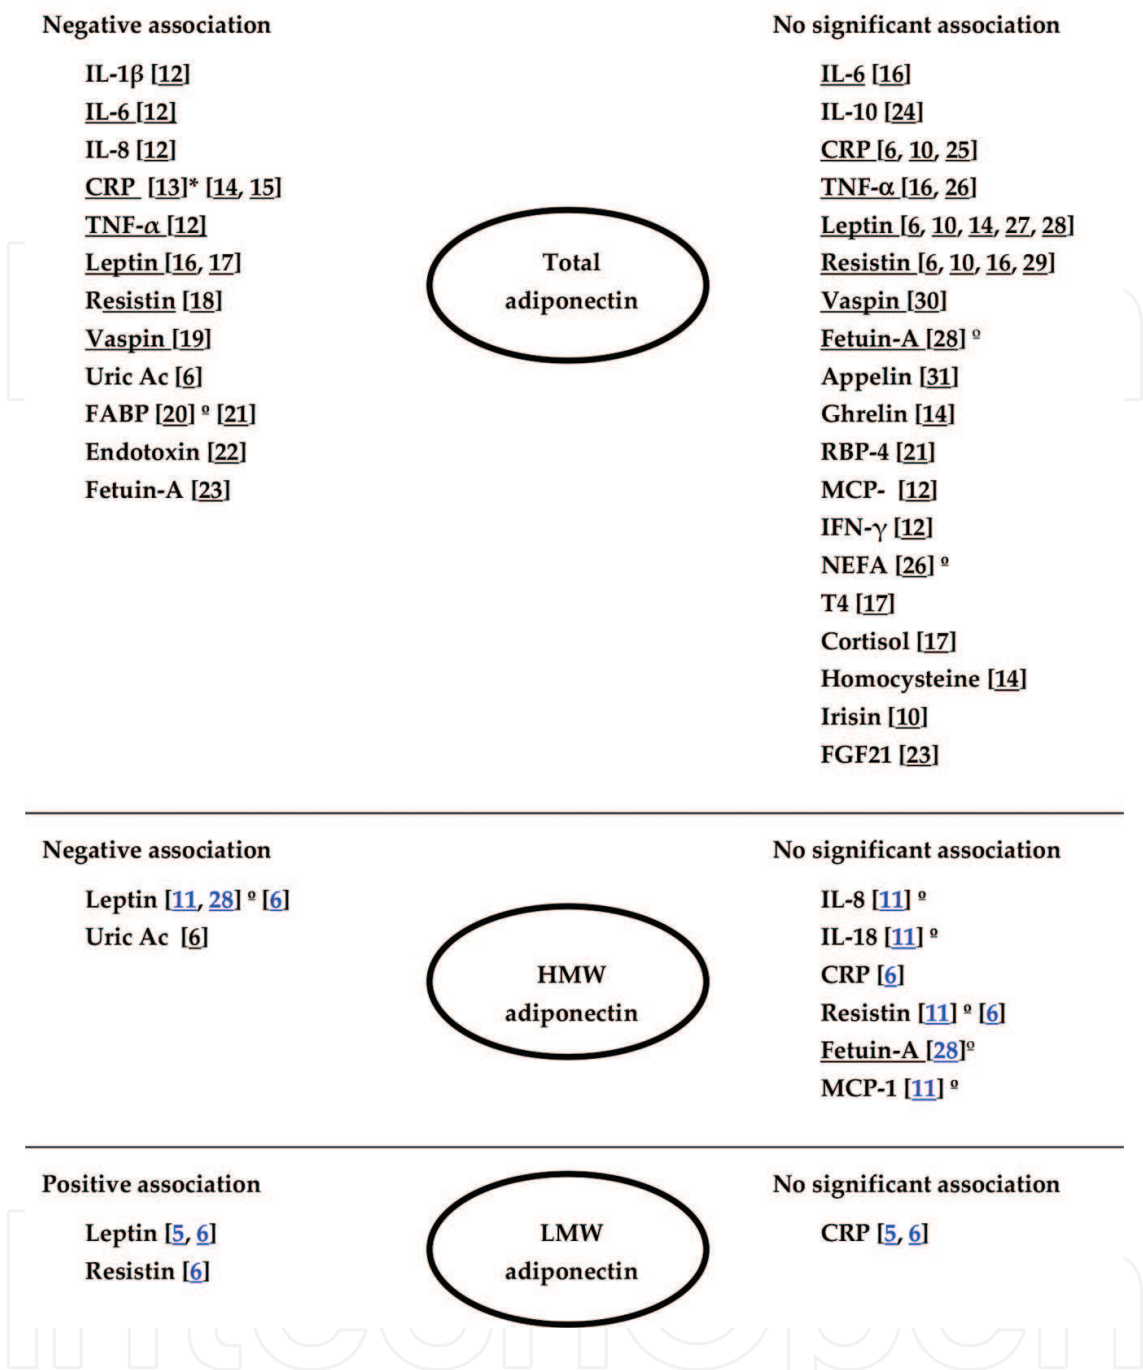 Negative association
IL-1β [12]
IL-6 [12]
IL-8 [12]
CRP [13]* [14, 15]
TNF-α [12]
Leptin [16, 17]
Resistin [18]
Vaspin [19]
Uric Ac [6]
FABP [20] º [21]
Endotoxin [22]
Fetuin-A [23]
Total
adiponectin
No significant association
IL-6 [16]
IL-10 [24]
CRP [6, 10, 25]
TNF-α [16, 26]
Leptin [6, 10, 14, 27, 28]
Resistin [6, 10, 16, 29]
Vaspin [30]
Fetuin-A [28] º
Appelin [31]
Ghrelin [14]
RBP-4 [21]
MCP- [12]
IFN-γ [12]
NEFA [26] º
T4 [17]
Cortisol [17]
Homocysteine [14]
Irisin [10]
FGF21 [23]
Negative association
Leptin [11, 28] º [6]
Uric Ac [6]
HMW
adiponectin
No significant association
IL-8 [11] º
IL-18 [11] º
CRP [6]
Resistin [11] º [6]
Fetuin-A [28]º
MCP-1 [11] º
Positive association
Leptin [5, 6]
Resistin [6]
LMW
adiponectin
No significant association
CRP [5, 6]